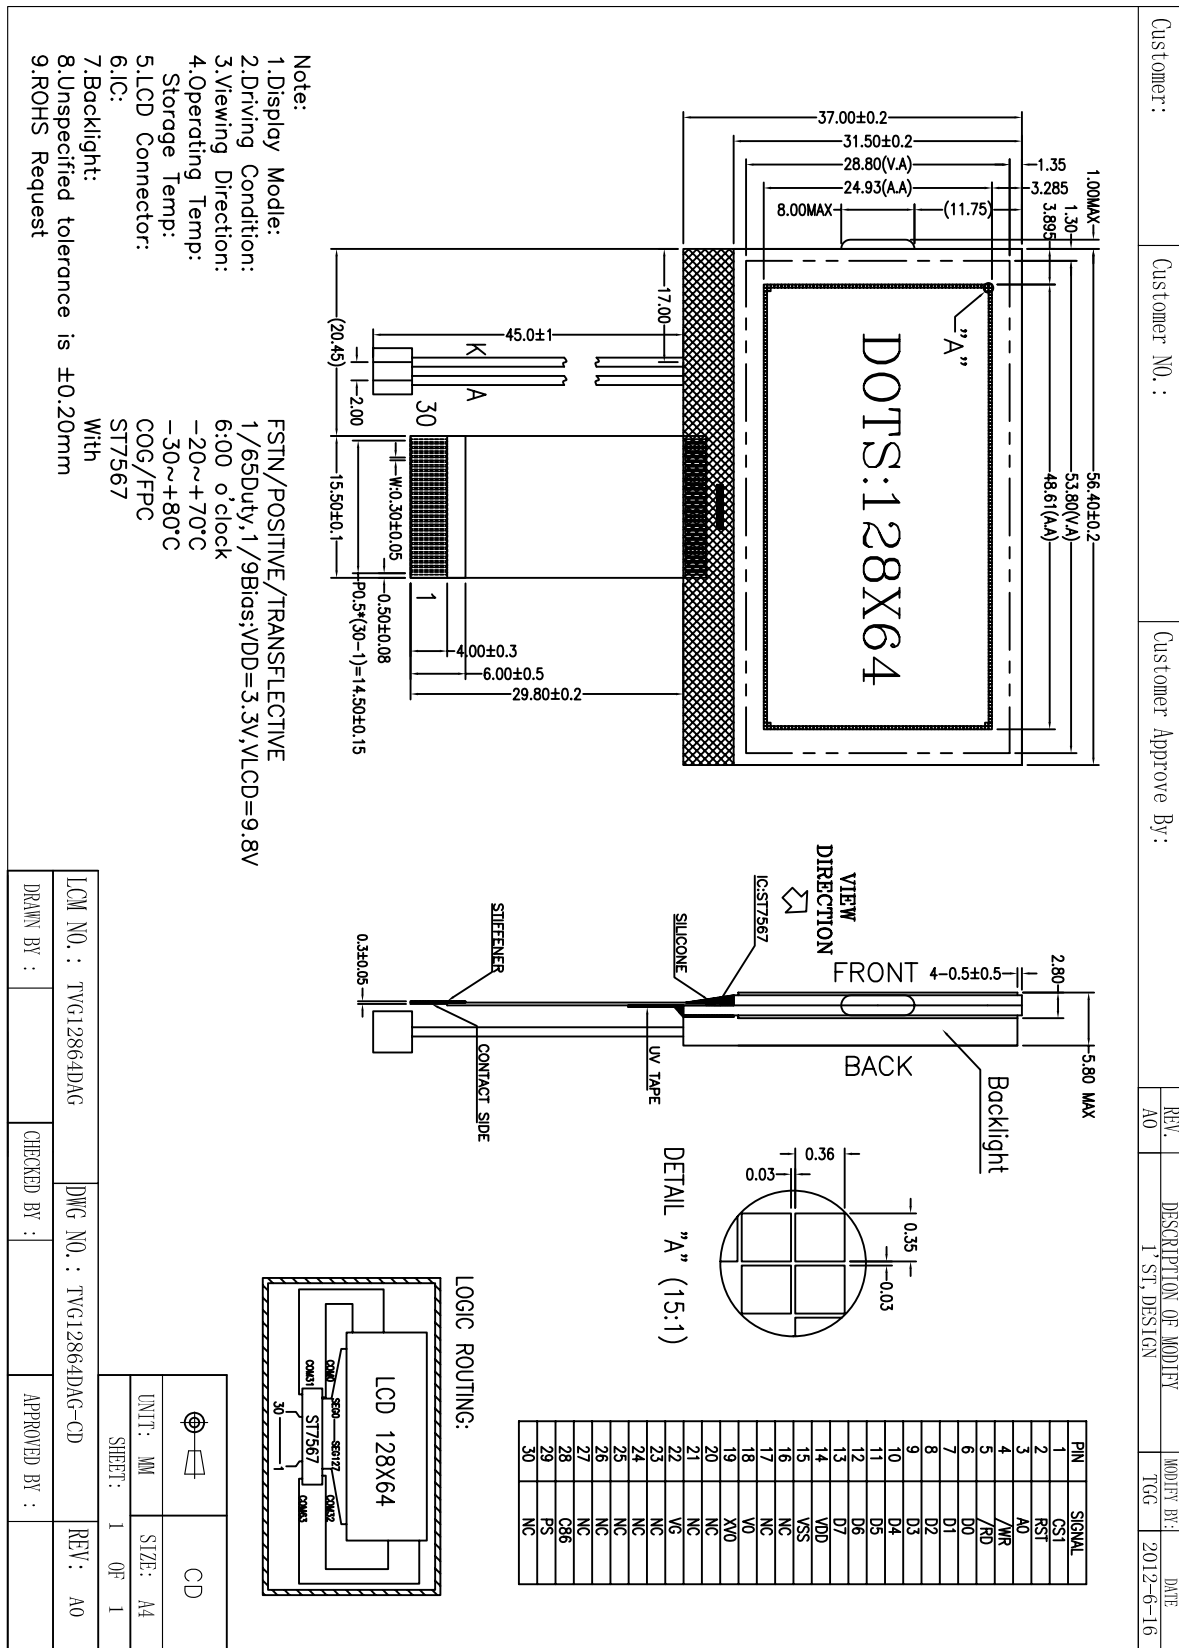 Customer:
Customer NO.:
Customer Approve By:
REV.
DESCRIPTION OF MODIFY
MODIFY BY:
DATE
A0
1'ST, DESIGN
TGG
2012-6-16
1.00MAX
1.30
3.895
56.40±0.2
53.80(V.A)
48.61(A.A)
37.00±0.2
31.50±0.2
28.80(V.A)
24.93(A.A)
1.35
3.285
8.00MAX
(11.75)
"A"
DOTS:128X64
17.00
45.0±1
(20.45)
K
A
2.00
30
1
W:0.30±0.05
15.50±0.1
0.50±0.08
P0.5*(30-1)=14.50±0.15
4.00±0.3
6.00±0.5
29.80±0.2
VIEW
DIRECTION
IC:ST7567
SILICONE
STIFFENER
0.3±0.05
FRONT
BACK
4-0.5±0.5
2.80
5.80 MAX
Backlight
UV TAPE
CONTACT SIDE
0.36
0.03
0.35
0.03
DETAIL "A" (15:1)
PIN SIGNAL
1 CS1
2 RST
3 A0
4 /WR
5 /RD
6 D0
7 D1
8 D2
9 D3
10 D4
11 D5
12 D6
13 D7
14 VDD
15 VSS
16 NC
17 NC
18 V0
19 XV0
20 NC
21 NC
22 VG
23 NC
24 NC
25 NC
26 NC
27 NC
28 C86
29 PS
30 NC
LOGIC ROUTING:
LCD 128X64
COM0
SEG0
SEG127
COM32
COM31
ST7567
COM63
30
1
Note:
1.Display Modle: FSTN/POSITIVE/TRANSFLECTIVE
2.Driving Condition: 1/65Duty,1/9Bias;VDD=3.3V,VLCD=9.8V
3.Viewing Direction: 6:00 o'clock
4.Operating Temp: -20~+70°C
Storage Temp: -30~+80°C
5.LCD Connector: COG/FPC
6.IC: ST7567
7.Backlight: With
8.Unspecified tolerance is ±0.20mm
9.ROHS Request
CD
UNIT: MM
SIZE: A4
SHEET: 1 OF 1
LCM NO.: TVG12864DAG
DWG NO.: TVG12864DAG-CD
REV: A0
DRAWN BY :
CHECKED BY :
APPROVED BY :